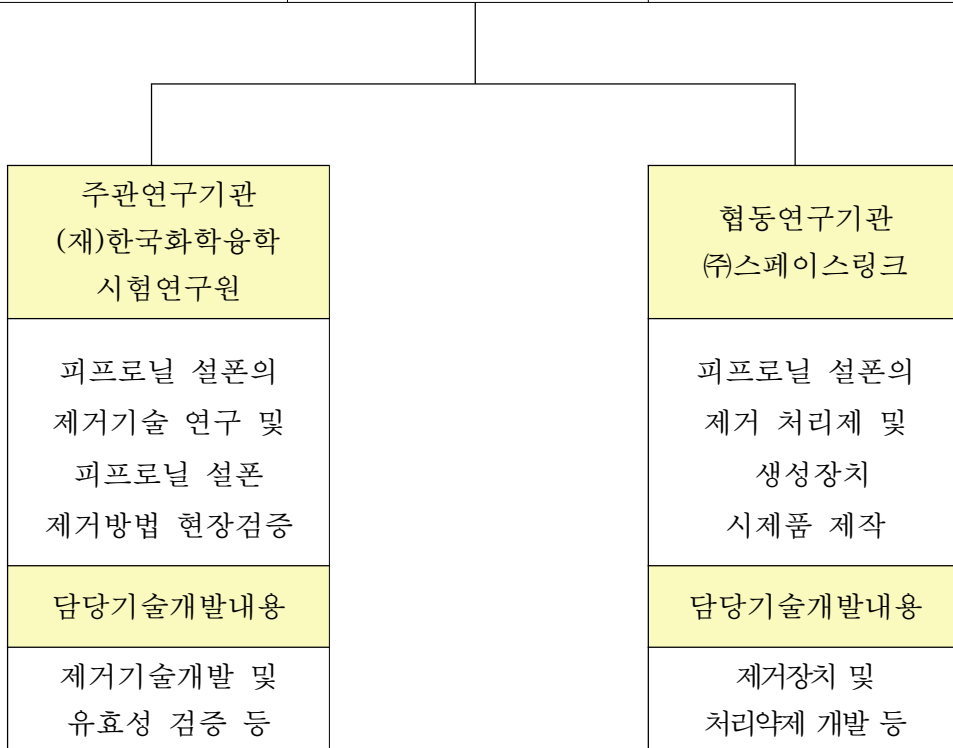 주관연구기관
(재)한국화학융학
시험연구원
피프로닐 설폰의
제거기술 연구 및
피프로닐 설폰
제거방법 현장검증
담당기술개발내용
제거기술개발 및
유효성 검증 등
협동연구기관
㈜스페이스링크
피프로닐 설폰의
제거 처리제 및
생성장치
시제품 제작
담당기술개발내용
제거장치 및
처리약제 개발 등